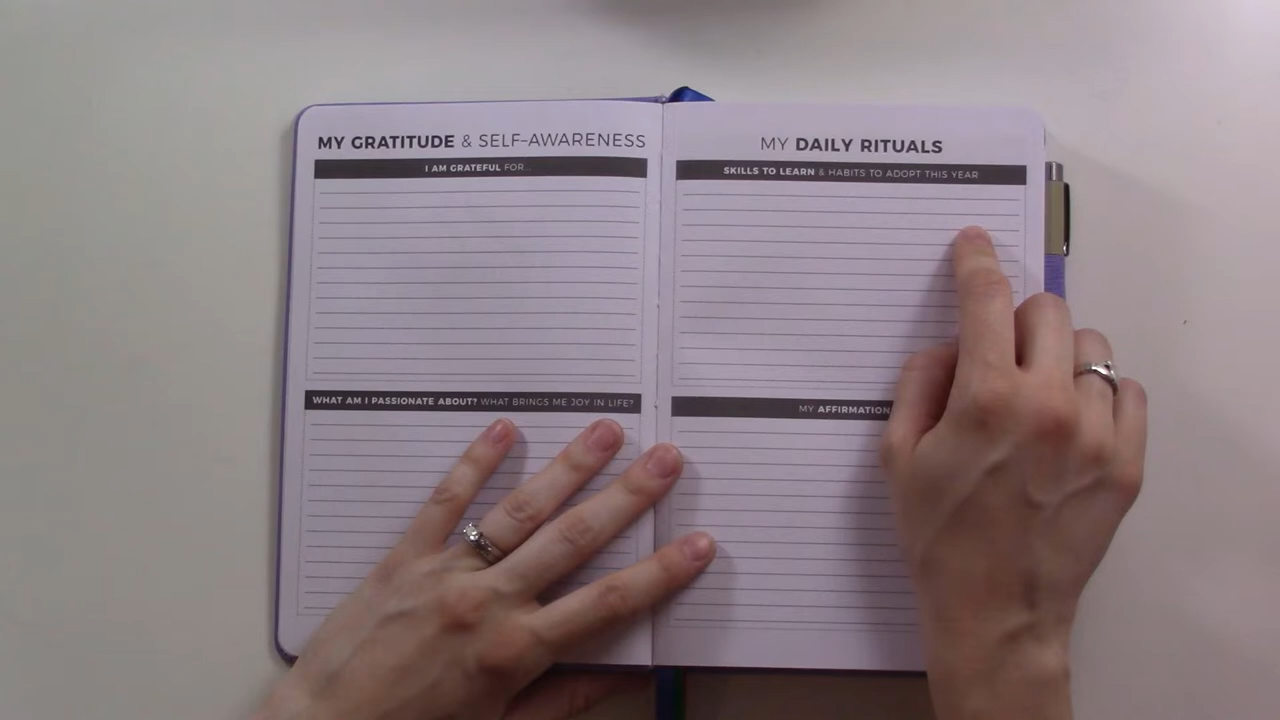 MY GRATITUDE & SELF-AWARENESS
I AM GRATEFUL FOR...
WHAT AM I PASSIONATE ABOUT? WHAT BRINGS ME JOY IN LIFE?
MY DAILY RITUALS
SKILLS TO LEARN & HABITS TO ADOPT THIS YEAR
MY AFFIRMATION